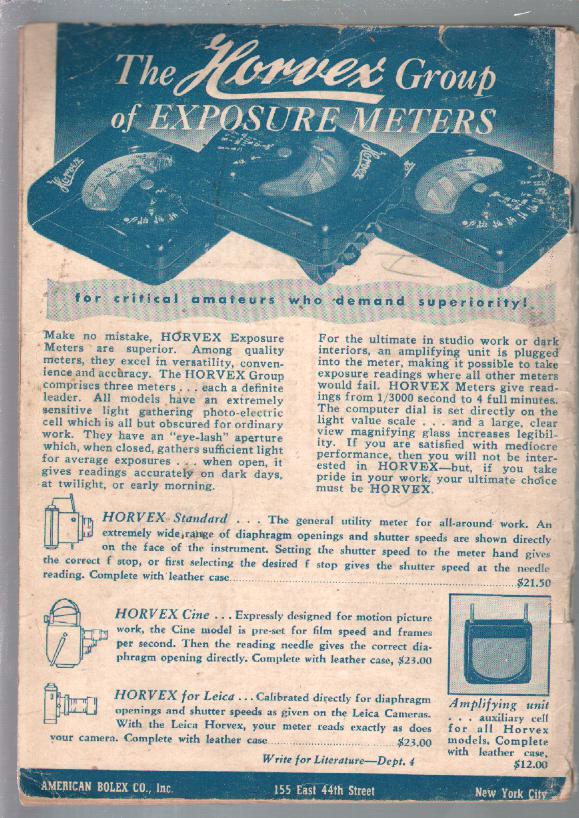 The Horvex Group
of EXPOSURE METERS
Horvex
Horvex
Horvex
for critical amateurs who demand superiority!
Make no mistake, HORVEX Exposure
Meters are superior. Among quality
meters, they excel in versatility, conven-
ience and accuracy. The HORVEX Group
comprises three meters . . . each a definite
leader. All models have an extremely
sensitive light gathering photo-electric
cell which is all but obscured for ordinary
work. They have an "eye-lash" aperture
which, when closed, gathers sufficient light
for average exposures . . . when open, it
gives readings accurately on dark days,
at twilight, or early morning.
For the ultimate in studio work or dark
interiors, an amplifying unit is plugged
into the meter, making it possible to take
exposure readings where all other meters
would fail. HORVEX Meters give read-
ings from 1/3000 second to 4 full minutes.
The computer dial is set directly on the
light value scale . . . and a large, clear
view magnifying glass increases legibil-
ity. If you are satisfied with mediocre
performance, then you will not be inter-
ested in HORVEX—but, if you take
pride in your work, your ultimate choice
must be HORVEX.
HORVEX Standard . . . The general utility meter for all-around work. An
extremely wide range of diaphragm openings and shutter speeds are shown directly
on the face of the instrument. Setting the shutter speed to the meter hand gives
the correct f stop, or first selecting the desired f stop gives the shutter speed at the needle
reading. Complete with leather case $21.50
HORVEX Cine . . . Expressly designed for motion picture
work, the Cine model is pre-set for film speed and frames
per second. Then the reading needle gives the correct dia-
phragm opening directly. Complete with leather case, $23.00
HORVEX for Leica . . . Calibrated directly for diaphragm
openings and shutter speeds as given on the Leica Cameras.
With the Leica Horvex, your meter reads exactly as does
your camera. Complete with leather case $23.00
Amplifying unit
. . . auxiliary cell
for all Horvex
models. Complete
with leather case,
$12.00
Write for Literature—Dept. 4
AMERICAN BOLEX CO., Inc. 155 East 44th Street New York City